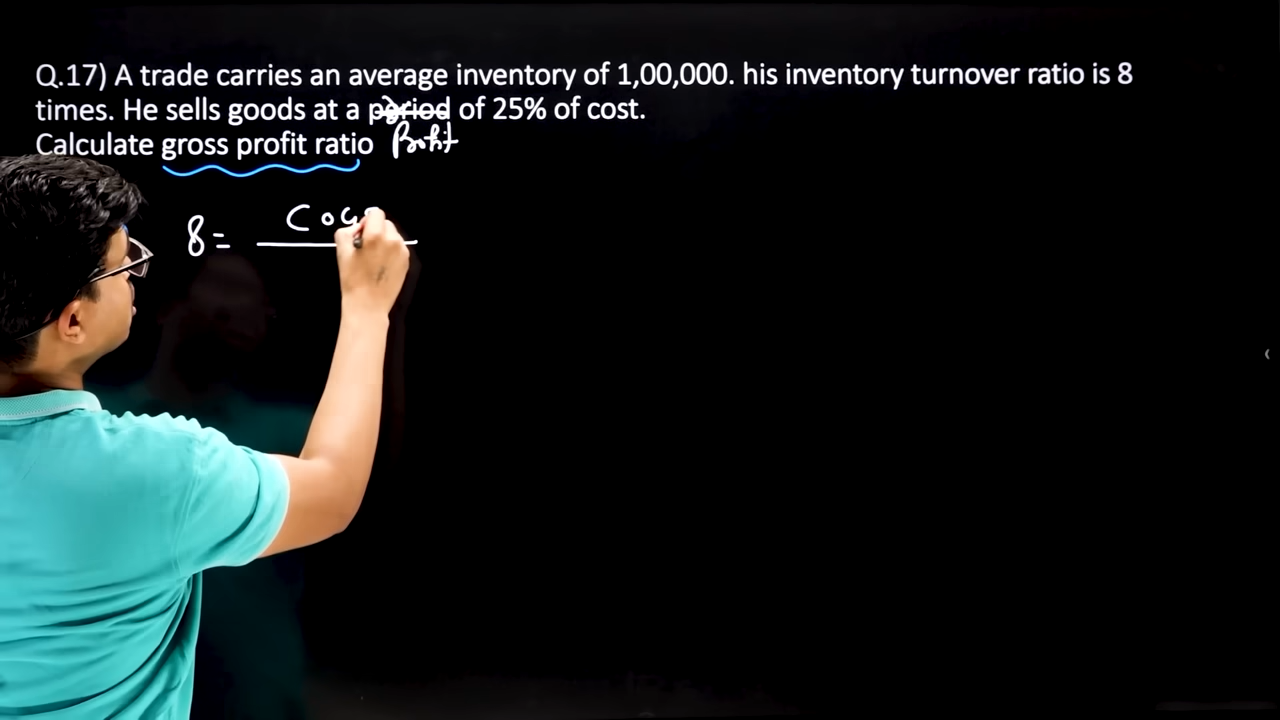 Q.17) A trade carries an average inventory of 1,00,000. his inventory turnover ratio is 8
times. He sells goods at a period of 25% of cost.
Calculate gross profit ratio Profit
8 = COGS